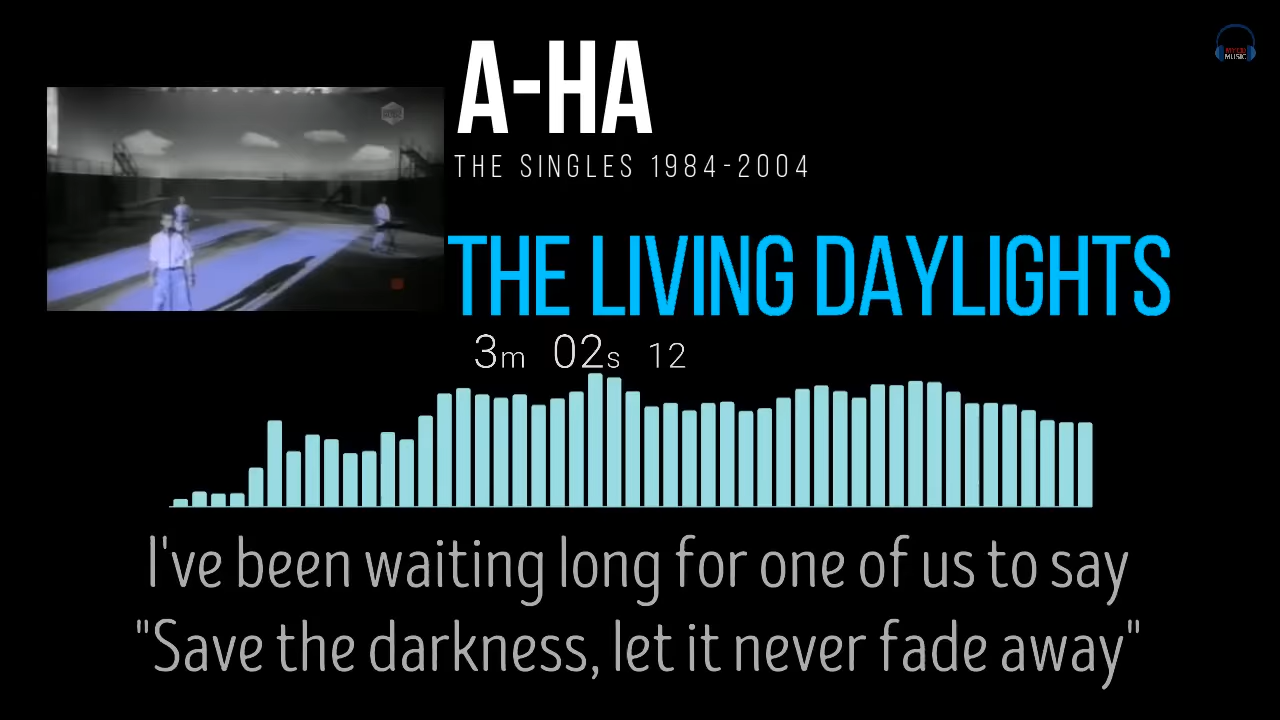 A-HA
THE SINGLES 1984-2004
THE LIVING DAYLIGHTS
3m 02s 12
I've been waiting long for one of us to say
"Save the darkness, let it never fade away"
MUSIC